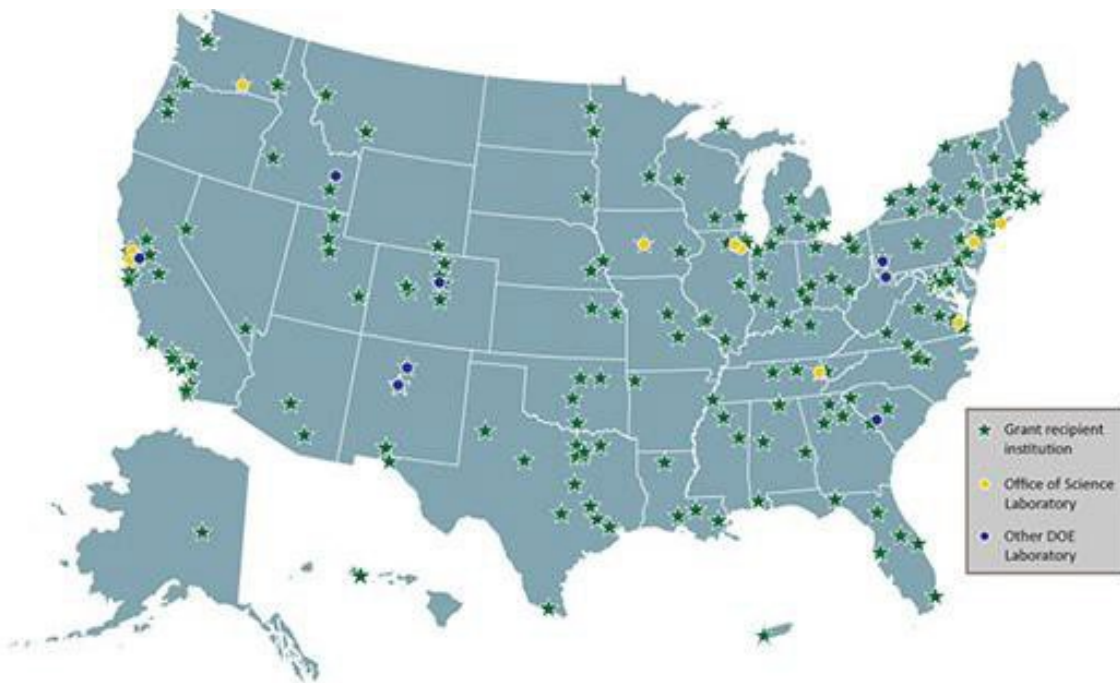 Grant recipient
institution
Office of Science
Laboratory
Other DOE
Laboratory